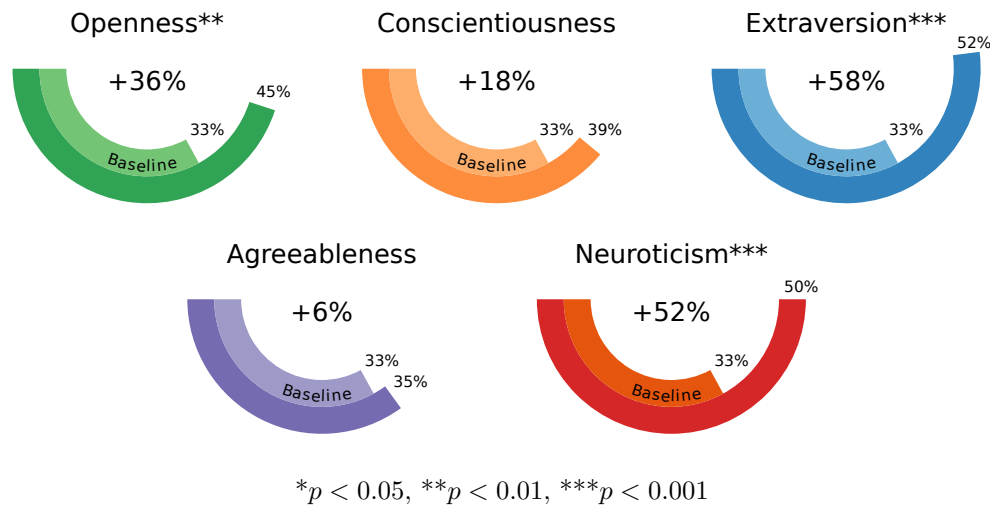 Openness** Conscientiousness Extraversion***
52%
+36% +18% +58%
45%
33% 33% 39% 33%
Baseline Baseline Baseline
Agreeableness Neuroticism***
50%
+6% +52%
33% 33%
35%
Baseline Baseline
*p < 0.05, **p < 0.01, ***p < 0.001